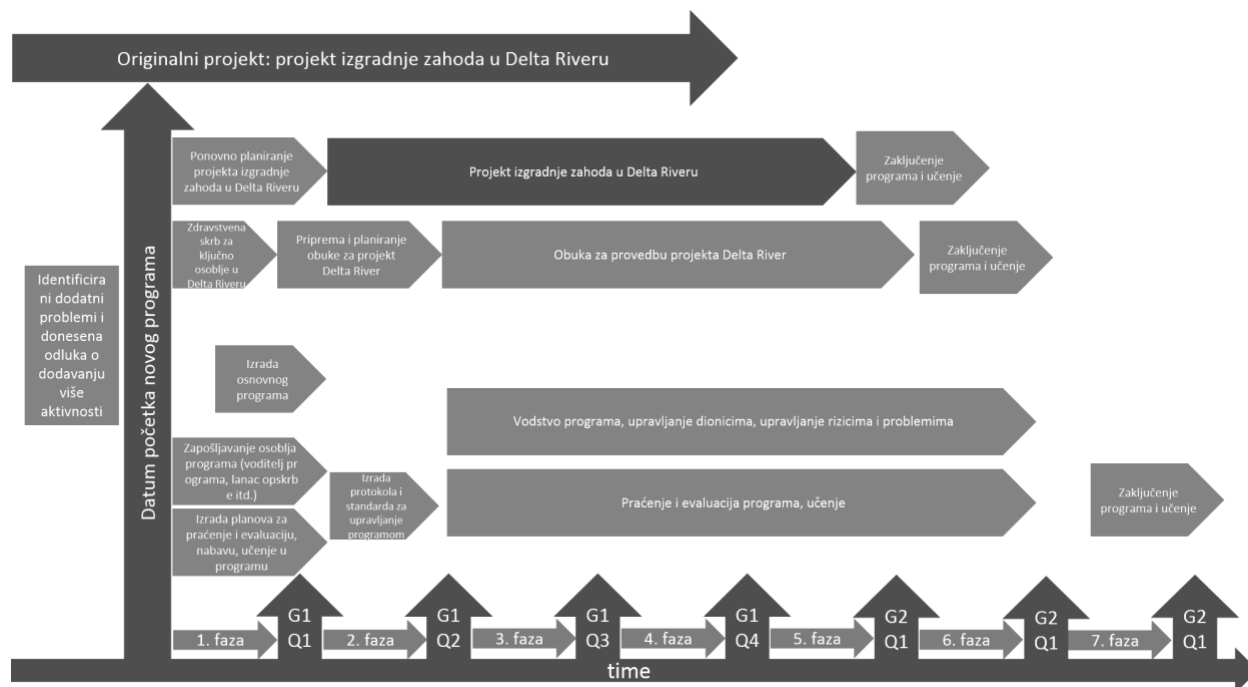 Originalni projekt: projekt izgradnje zahoda u Delta Riveru
Ponovno planiranje
projekta izgradnje
zahoda u Delta Riveru
Projekt izgradnje zahoda u Delta Riveru
Zaključenje
programa i učenje
Zdravstvena
skrb za
ključno
osoblje u
Delta Riveru
Priprema i planiranje
obuke za projekt
Delta River
Obuka za provedbu projekta Delta River
Zaključenje
programa i učenje
Identificira
ni dodatni
problemi i
donesena
odluka o
dodavanju
više
aktivnosti
Datum početka novog programa
Izrada
osnovnog
programa
Vodstvo programa, upravljanje dionicima, upravljanje rizicima i problemima
Zapošljavanje osoblja
programa (voditelj pr
ograma, lanac opskrb
e itd.)
Izrada
protokola i
standarda za
upravljanje
programom
Praćenje i evaluacija programa, učenje
Zaključenje
programa i učenje
Izrada planova za
praćenje i evaluaciju,
nabavu, učenje u
programu
1. faza
G1
Q1
2. faza
G1
Q2
3. faza
G1
Q3
4. faza
G1
Q4
5. faza
G2
Q1
6. faza
G2
Q1
7. faza
G2
Q1
time